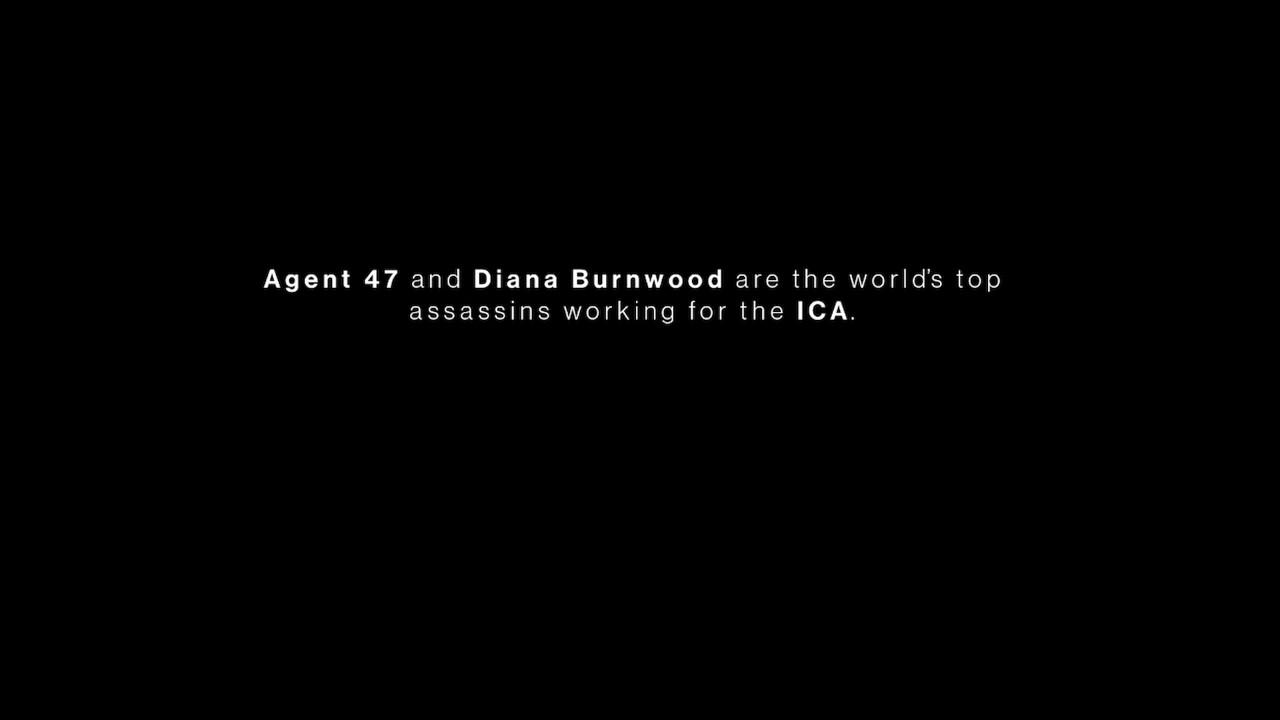 Agent 47 and Diana Burnwood are the world’s top
assassins working for the ICA.